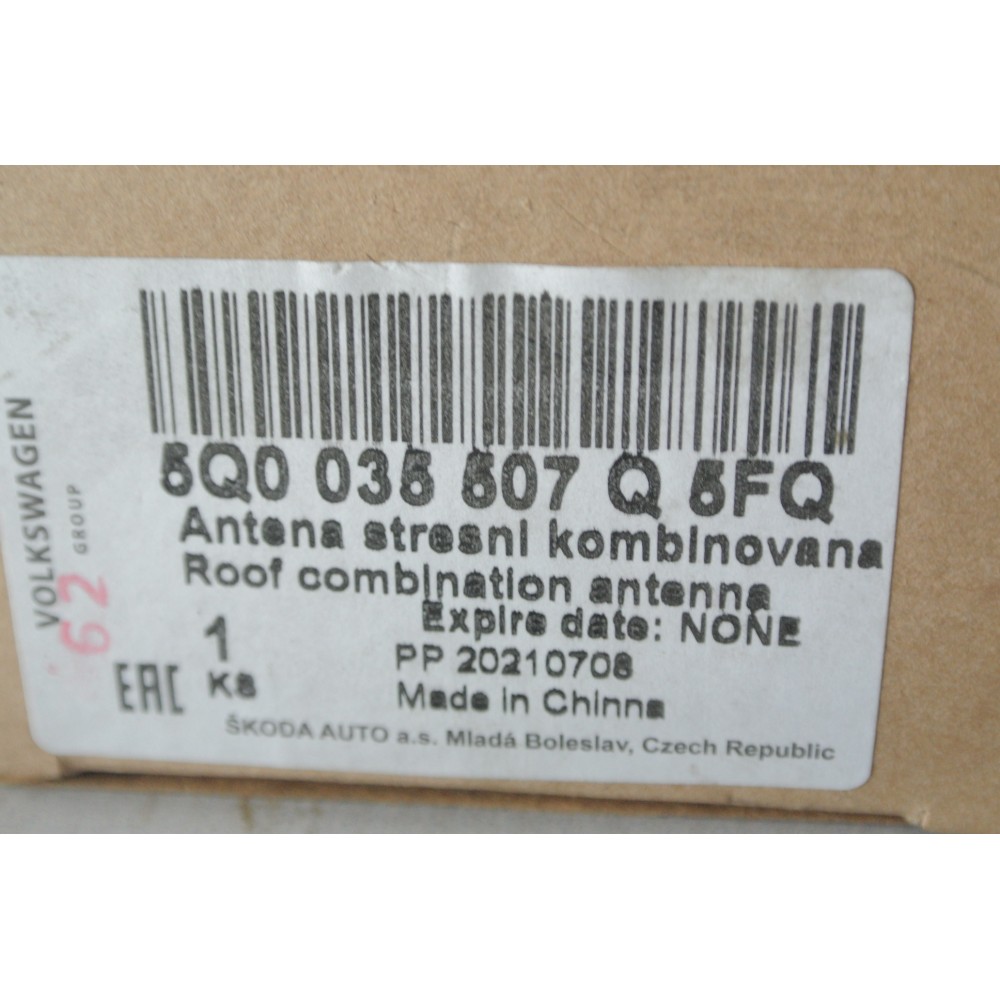 5Q0 035 507 Q 5FQ
Antena stresni kombinovana
Roof combination antenna
Expire date: NONE
1
Ks
PP 20210708
Made in Chinna
EAC
ŠKODA AUTO a.s. Mladá Boleslav, Czech Republic
VOLKSWAGEN
GROUP
62